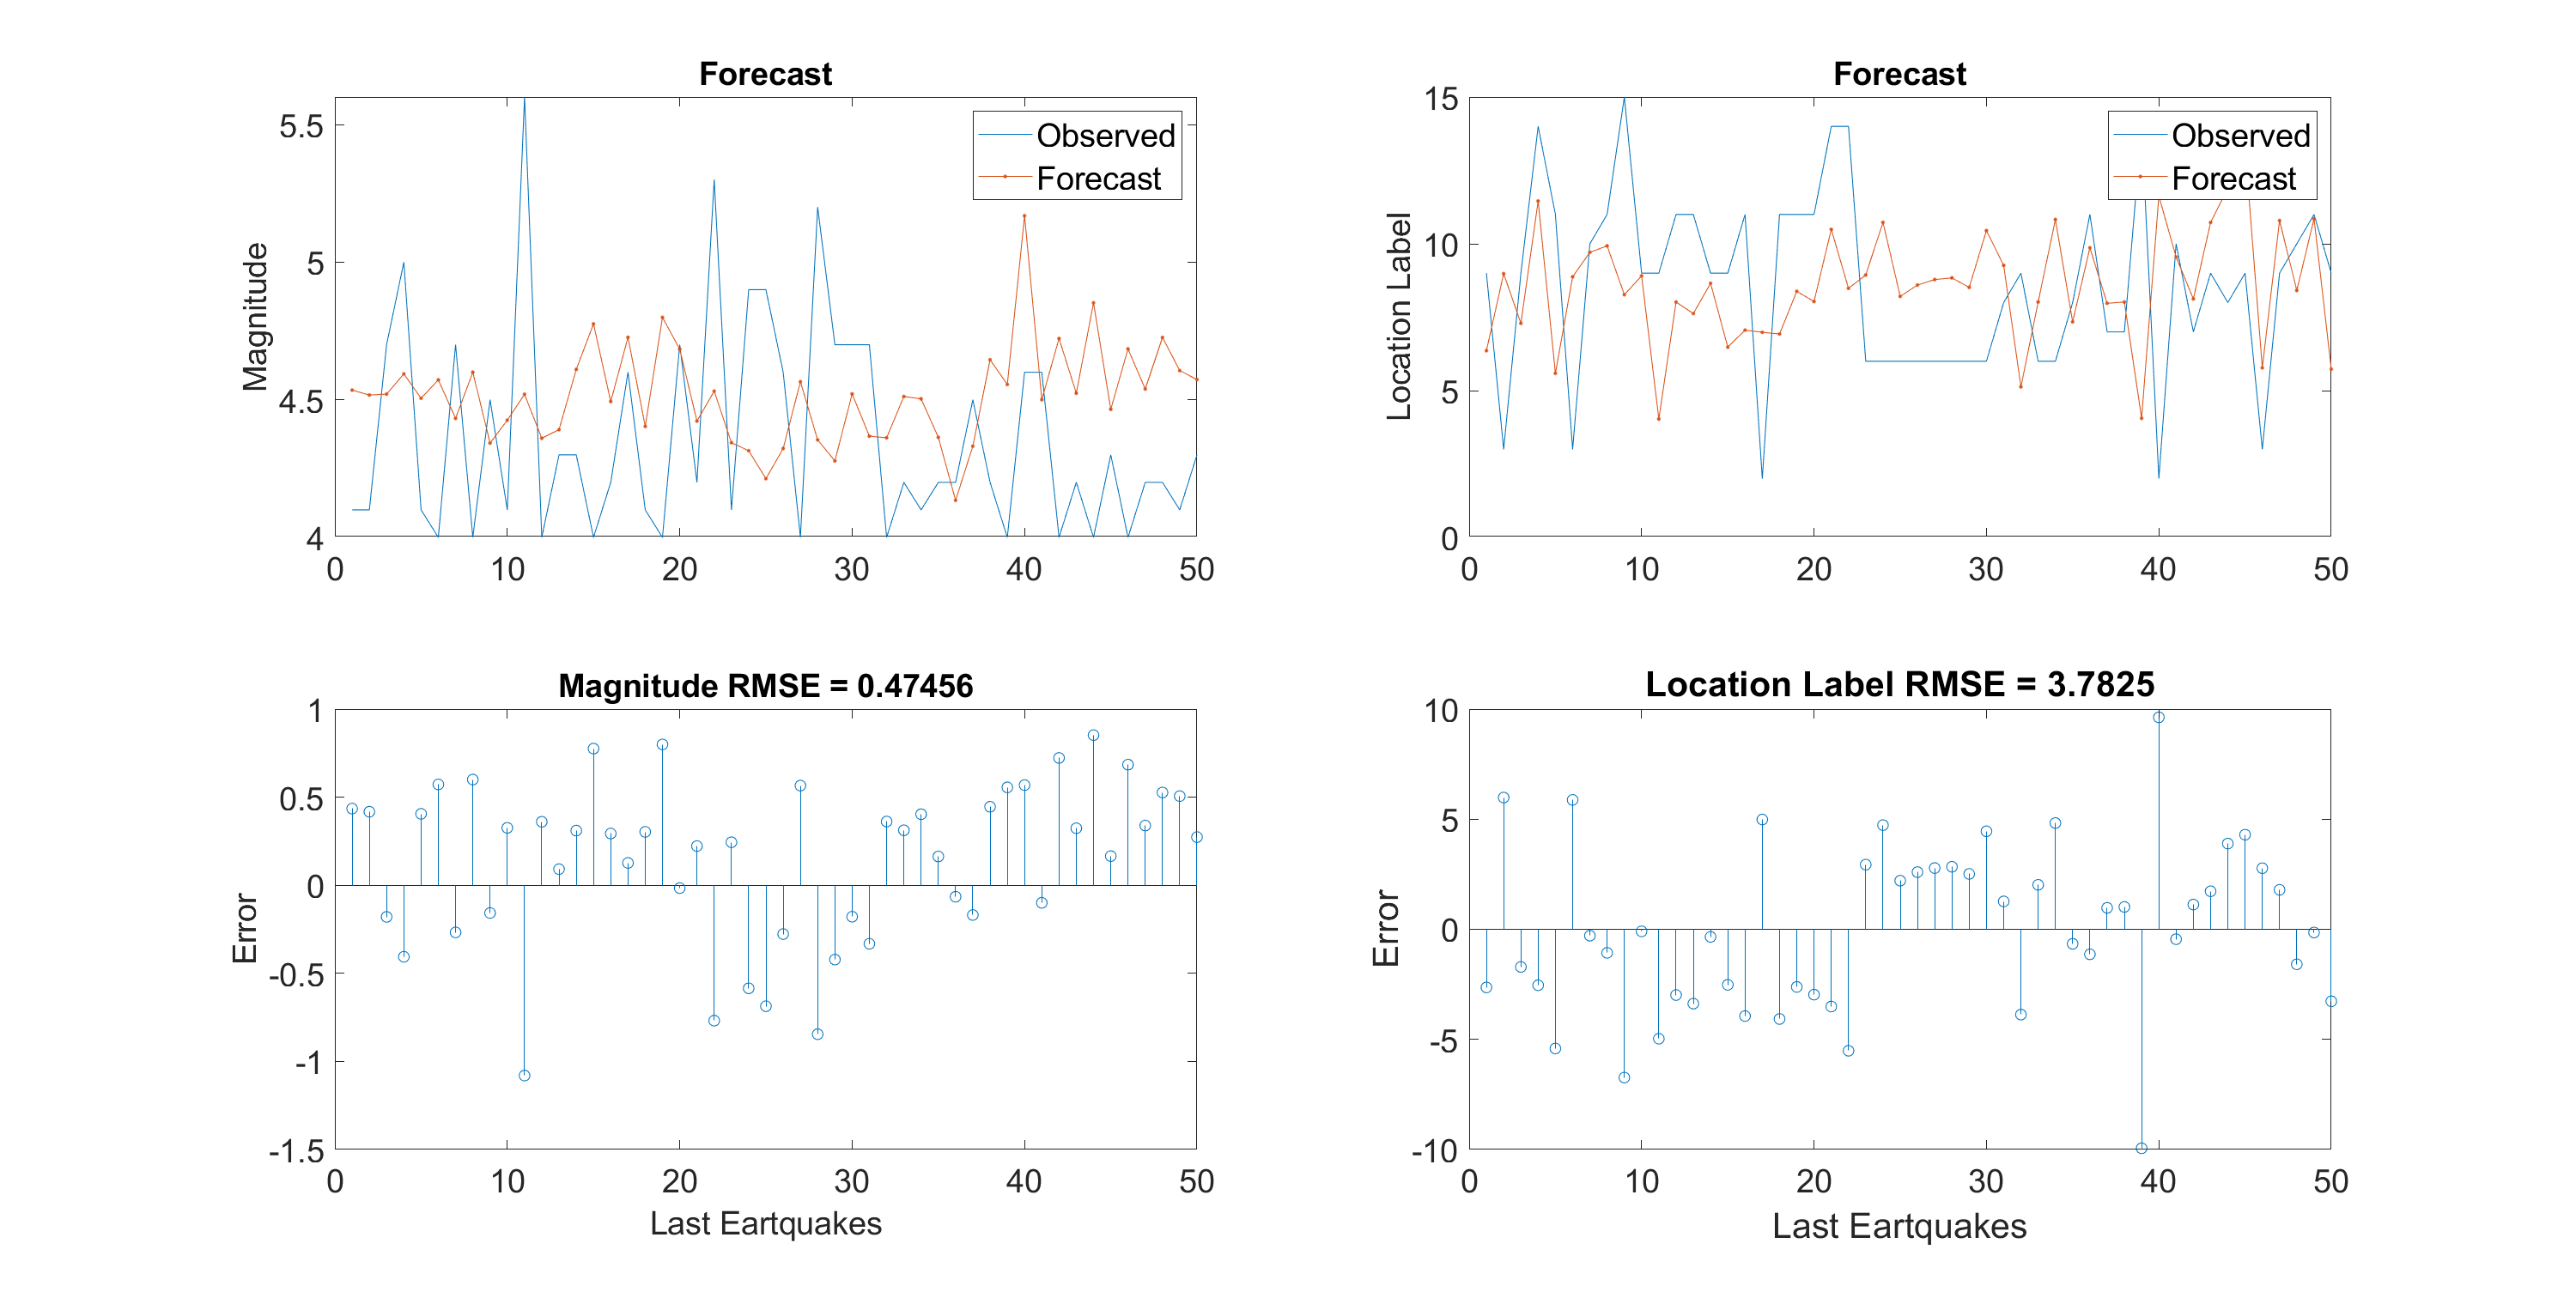 Forecast
5.5
5
4.5
4
Magnitude
Observed
Forecast
0 10 20 30 40 50
Forecast
15
10
5
0
Location Label
Observed
Forecast
0 10 20 30 40 50
Magnitude RMSE = 0.47456
1
0.5
0
-0.5
-1
-1.5
Error
0 10 20 30 40 50
Last Eartquakes
Location Label RMSE = 3.7825
10
5
0
-5
-10
Error
0 10 20 30 40 50
Last Eartquakes